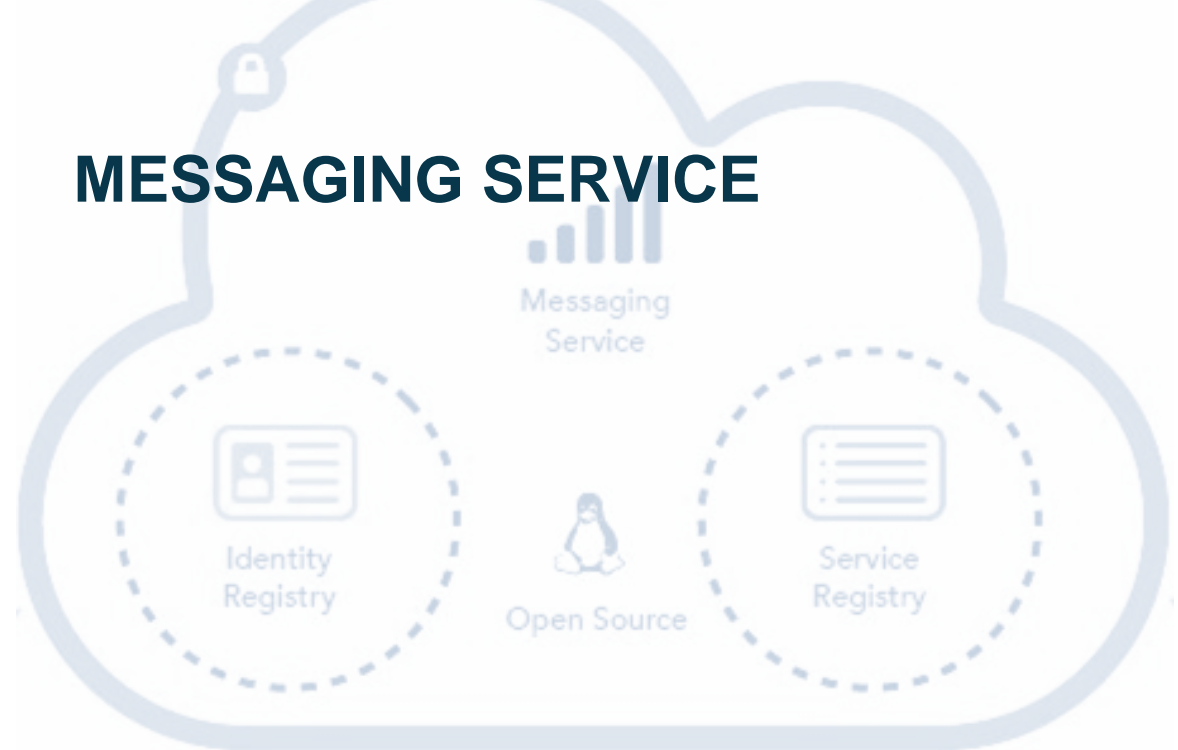 MESSAGING SERVICE
Messaging
Service
Identity
Registry
Open Source
Service
Registry